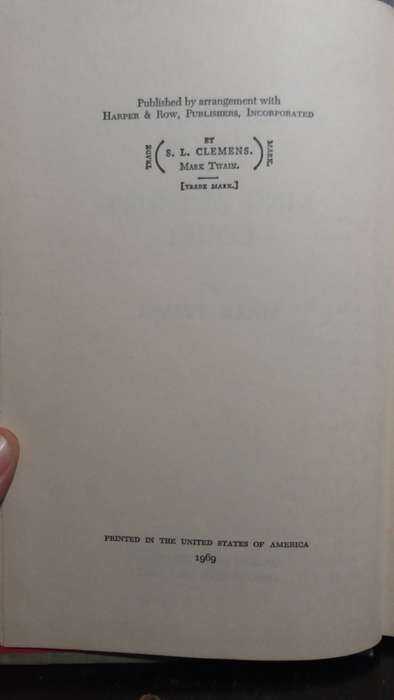 Published by arrangement with
HARPER & ROW, PUBLISHERS, INCORPORATED
BY
TRADE S. L. CLEMENS. MARK.
MARK TWAIN.
[TRADE MARK.]
PRINTED IN THE UNITED STATES OF AMERICA
1969